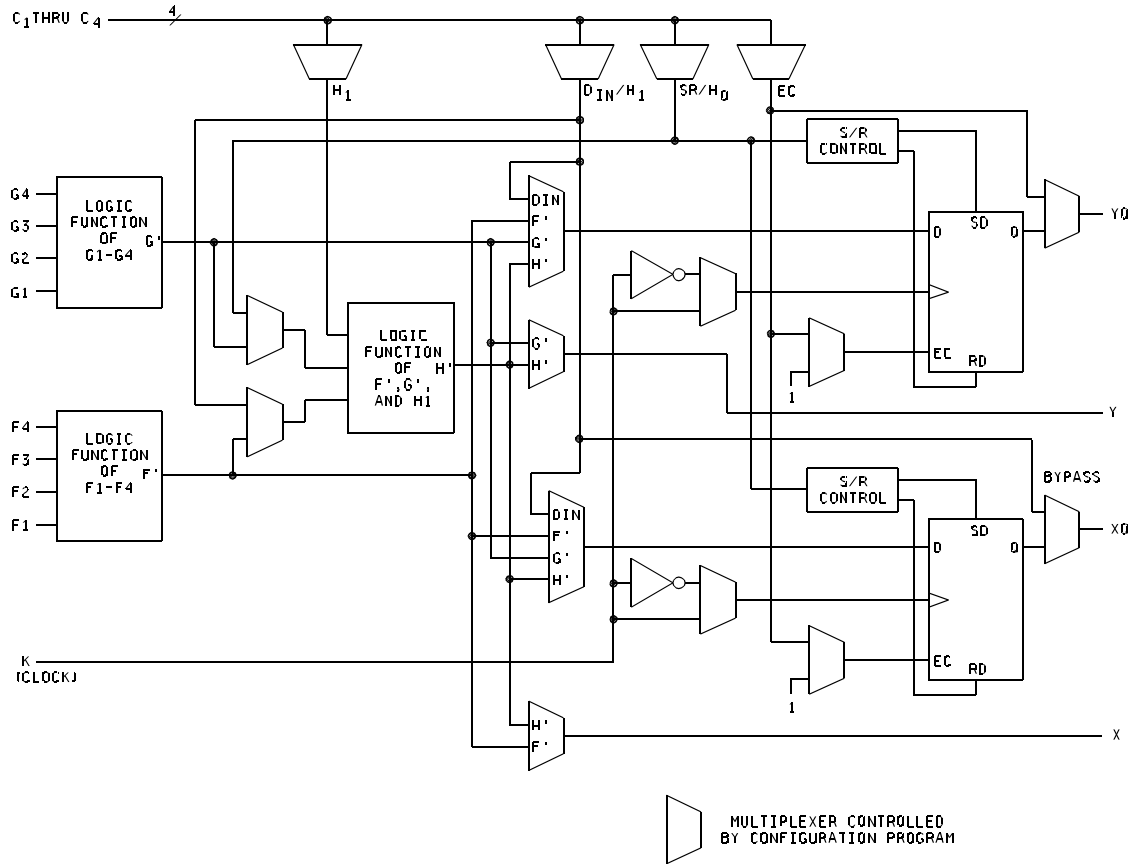 C1THRU C4
4
H1
DIN/H1
SR/H0
EC
S/R
CONTROL
G4
G3
G2
G1
LOGIC
FUNCTION
OF
G1-G4
G'
DIN
F'
G'
H'
D
SD
Q
EC
RD
YQ
1
LOGIC
FUNCTION
OF
F',G',
AND H1
H'
G'
H'
Y
F4
F3
F2
F1
LOGIC
FUNCTION
OF
F1-F4
F'
S/R
CONTROL
BYPASS
DIN
F'
G'
H'
D
SD
Q
EC
RD
XQ
1
K
(CLOCK)
H'
F'
X
MULTIPLEXER CONTROLLED
BY CONFIGURATION PROGRAM